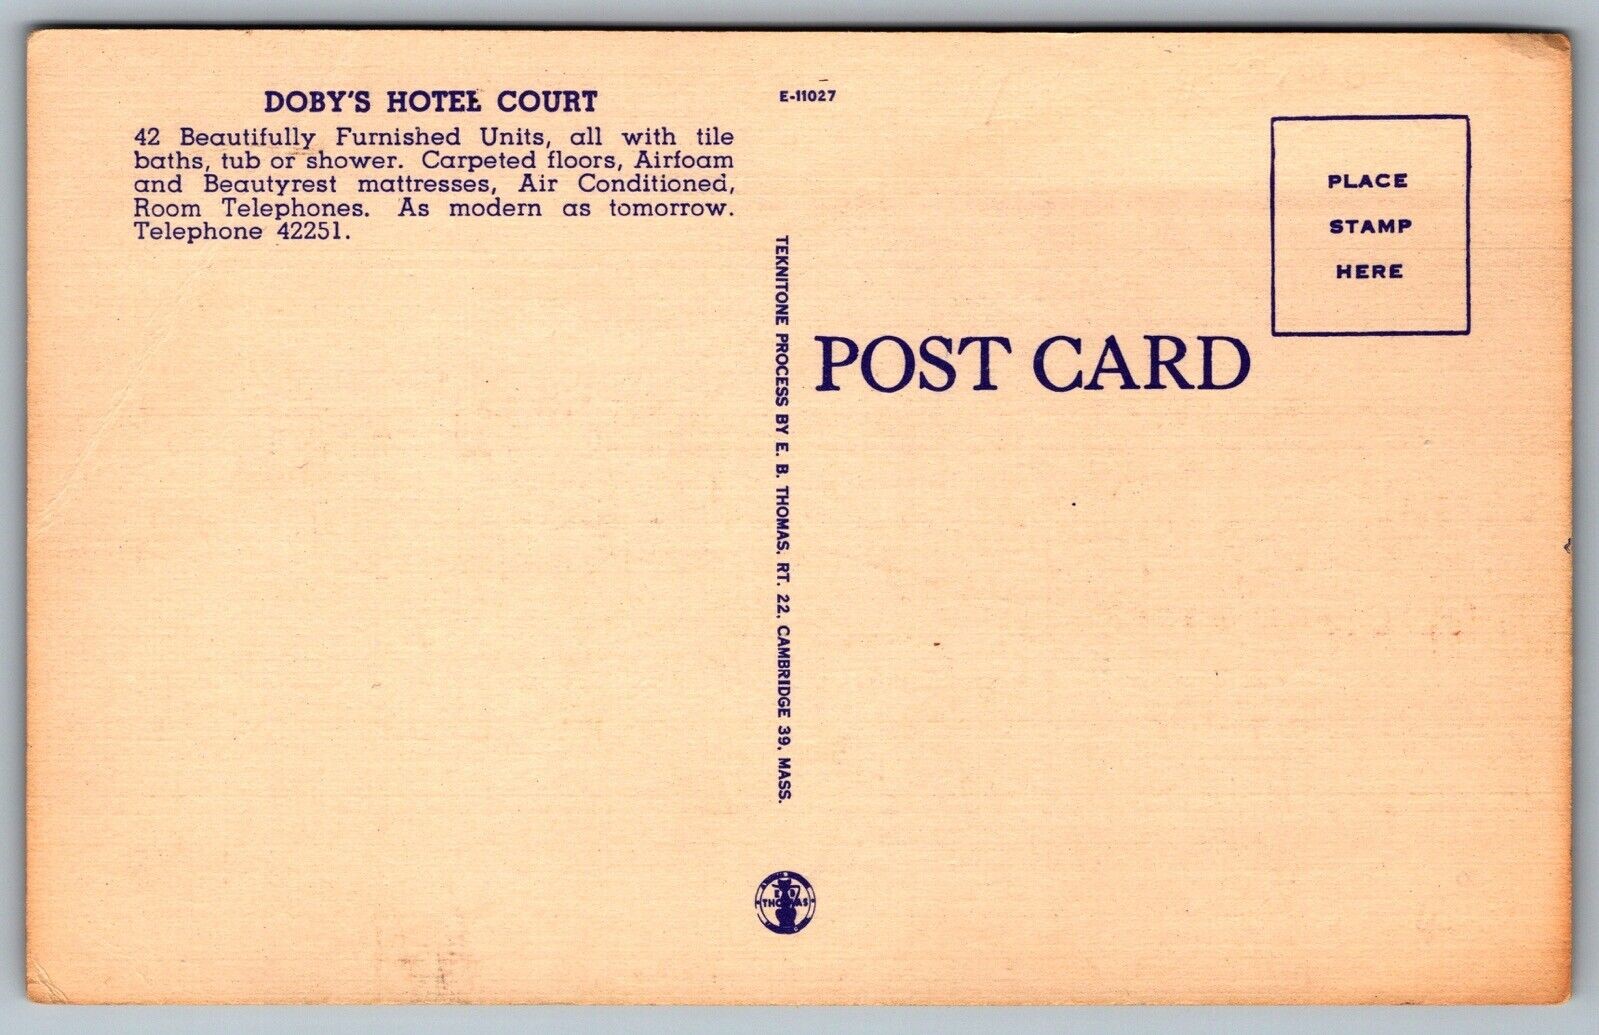 DOBY'S HOTEL COURT
42 Beautifully Furnished Units, all with tile
baths, tub or shower. Carpeted floors, Airfoam
and Beautyrest mattresses, Air Conditioned,
Room Telephones. As modern as tomorrow.
Telephone 42251.
E-11027
TEKNITONE PROCESS BY E. B. THOMAS, RT. 22, CAMBRIDGE 39, MASS.
PLACE
STAMP
HERE
POST CARD
E B
THOMAS